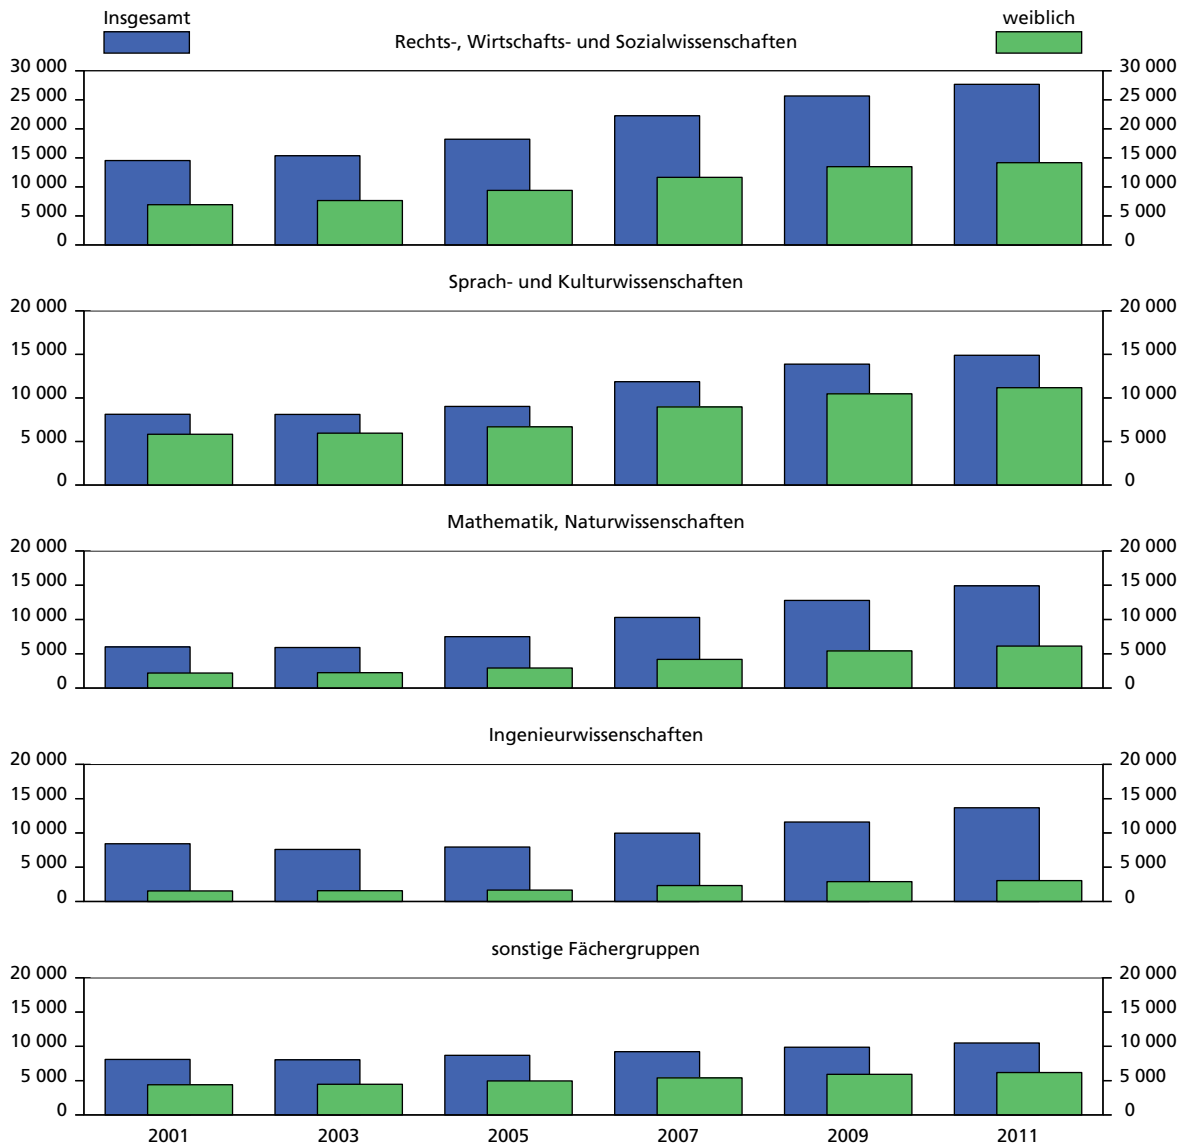 Insgesamt weiblich
Rechts-, Wirtschafts- und Sozialwissenschaften
30 000 30 000
25 000 25 000
20 000 20 000
15 000 15 000
10 000 10 000
5 000 5 000
0 0
Sprach- und Kulturwissenschaften
20 000 20 000
15 000 15 000
10 000 10 000
5 000 5 000
0 0
Mathematik, Naturwissenschaften
20 000 20 000
15 000 15 000
10 000 10 000
5 000 5 000
0 0
Ingenieurwissenschaften
20 000 20 000
15 000 15 000
10 000 10 000
5 000 5 000
0 0
sonstige Fächergruppen
20 000 20 000
15 000 15 000
10 000 10 000
5 000 5 000
0 0
2001 2003 2005 2007 2009 2011